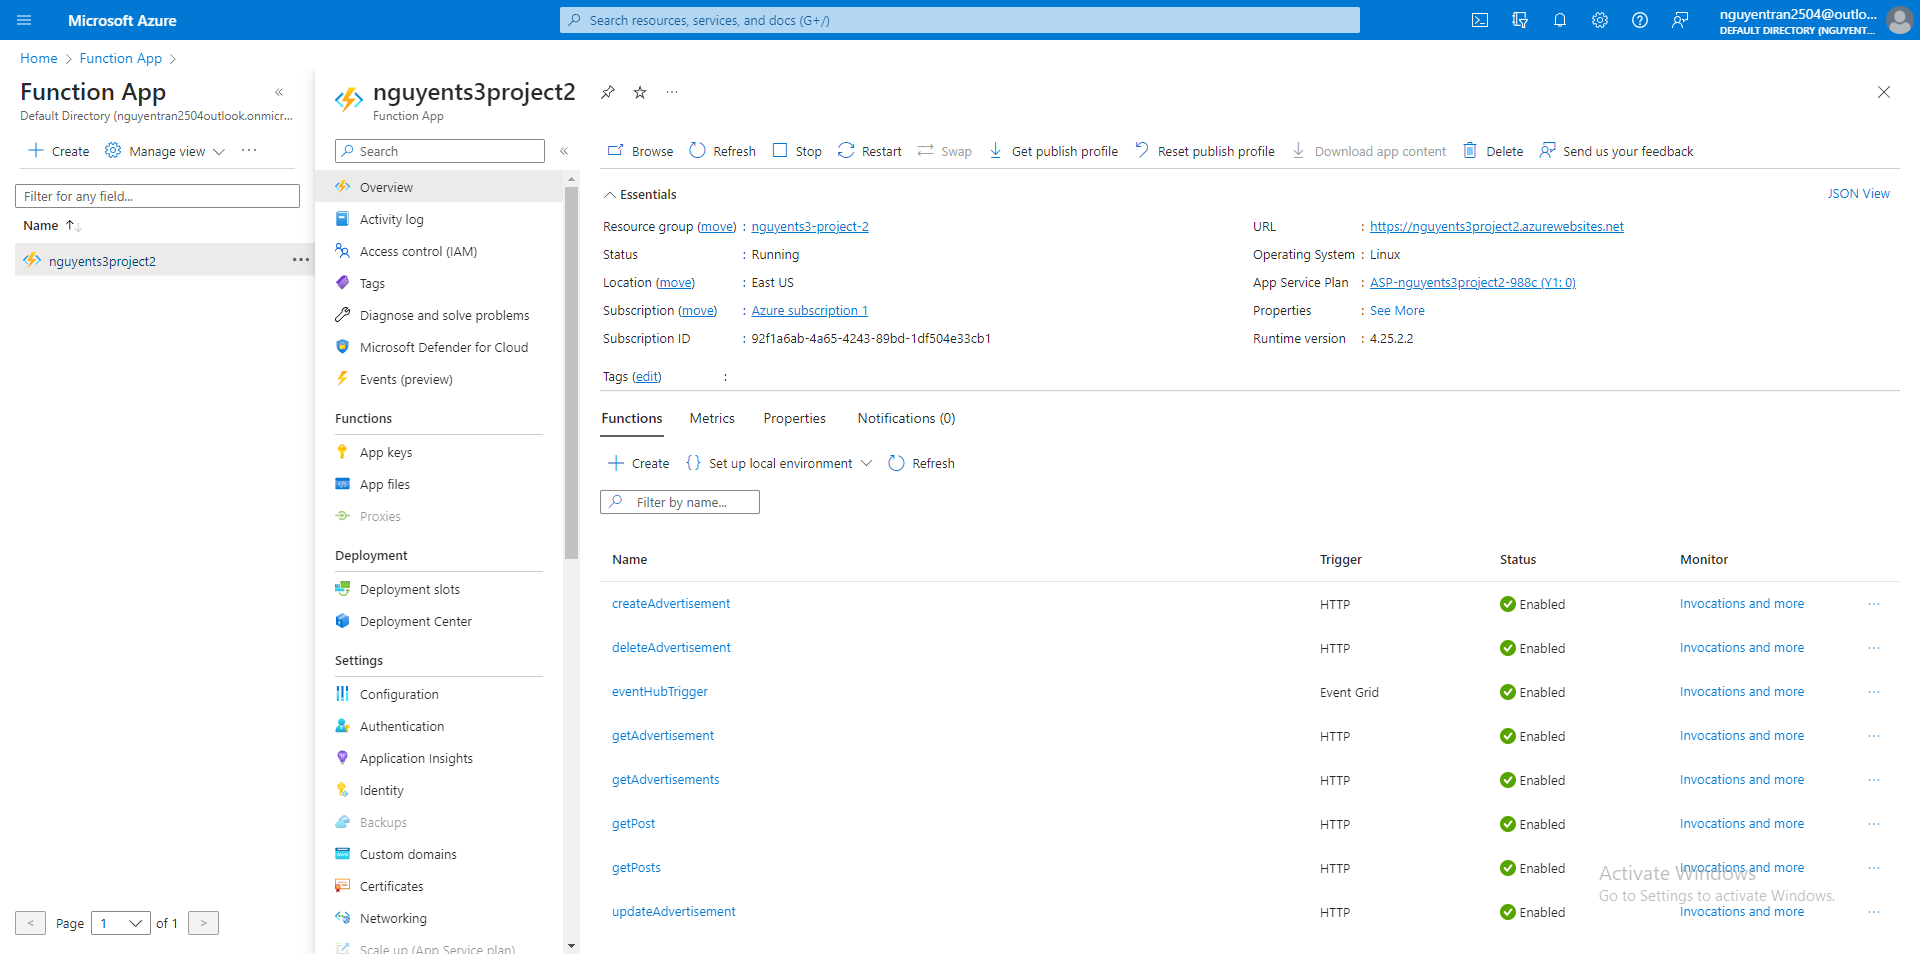 Microsoft Azure
Search resources, services, and docs (G+/)
nguyentran2504@outlo...
DEFAULT DIRECTORY (NGUYENT...
Home > Function App >
Function App
«
Default Directory (nguyentran2504outlook.onmicr...
Create
Manage view
...
Filter for any field...
Name
nguyents3project2
...
< Page 1 of 1 >
nguyents3project2
...
Function App
Search
«
Overview
Activity log
Access control (IAM)
Tags
Diagnose and solve problems
Microsoft Defender for Cloud
Events (preview)
Functions
App keys
App files
Proxies
Deployment
Deployment slots
Deployment Center
Settings
Configuration
Authentication
Application Insights
Identity
Backups
Custom domains
Certificates
Networking
Scale up (App Service plan)
Browse Refresh Stop Restart Swap Get publish profile Reset publish profile Download app content Delete Send us your feedback
Essentials
JSON View
Resource group (move) : nguyents3-project-2
Status : Running
Location (move) : East US
Subscription (move) : Azure subscription 1
Subscription ID : 92f1a6ab-4a65-4243-89bd-1df504e33cb1
Tags (edit) :
URL : https://nguyents3project2.azurewebsites.net
Operating System : Linux
App Service Plan : ASP-nguyents3project2-988c (Y1: 0)
Properties : See More
Runtime version : 4.25.2.2
Functions Metrics Properties Notifications (0)
Create {} Set up local environment Refresh
Filter by name...
Name Trigger Status Monitor
createAdvertisement HTTP Enabled Invocations and more ...
deleteAdvertisement HTTP Enabled Invocations and more ...
eventHubTrigger Event Grid Enabled Invocations and more ...
getAdvertisement HTTP Enabled Invocations and more ...
getAdvertisements HTTP Enabled Invocations and more ...
getPost HTTP Enabled Invocations and more ...
getPosts HTTP Enabled Invocations and more ...
updateAdvertisement HTTP Enabled Invocations and more ...
Activate Windows
Go to Settings to activate Windows.